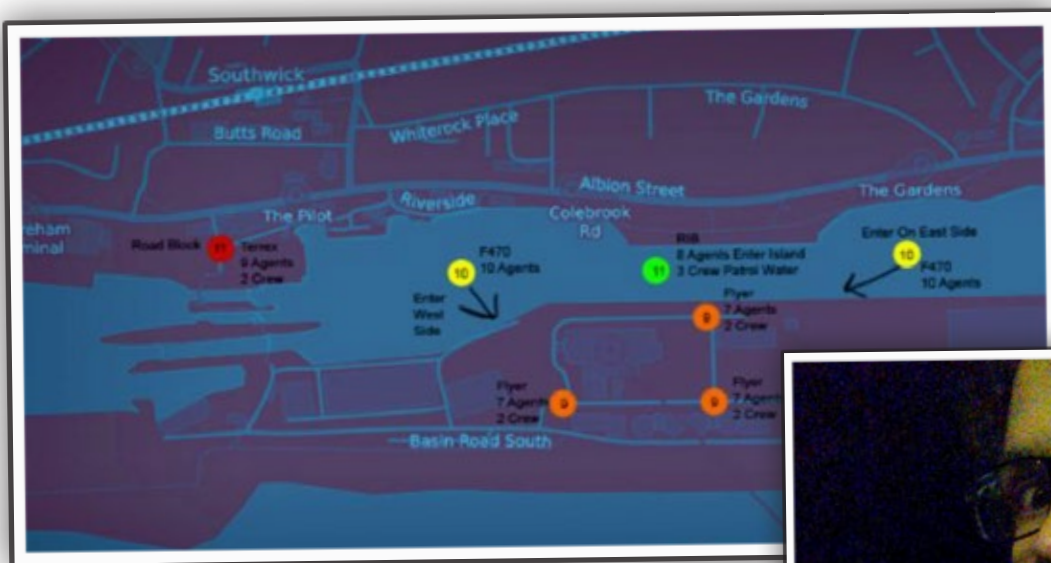 Southwick
Butts Road
Whiterock Place
The Gardens
The Pilot
Riverside
Albion Street
Colebrook
Rd
The Gardens
Road Block
11
Terrex
9 Agents
2 Crew
10
F470
10 Agents
Enter
West
Side
11
RIB
8 Agents Enter Island
3 Crew Patrol Water
Enter On East Side
10
F470
10 Agents
9
Flyer
7 Agents
2 Crew
Flyer
7 Agents
2 Crew
9
9
Flyer
7 Agents
2 Crew
Basin Road South